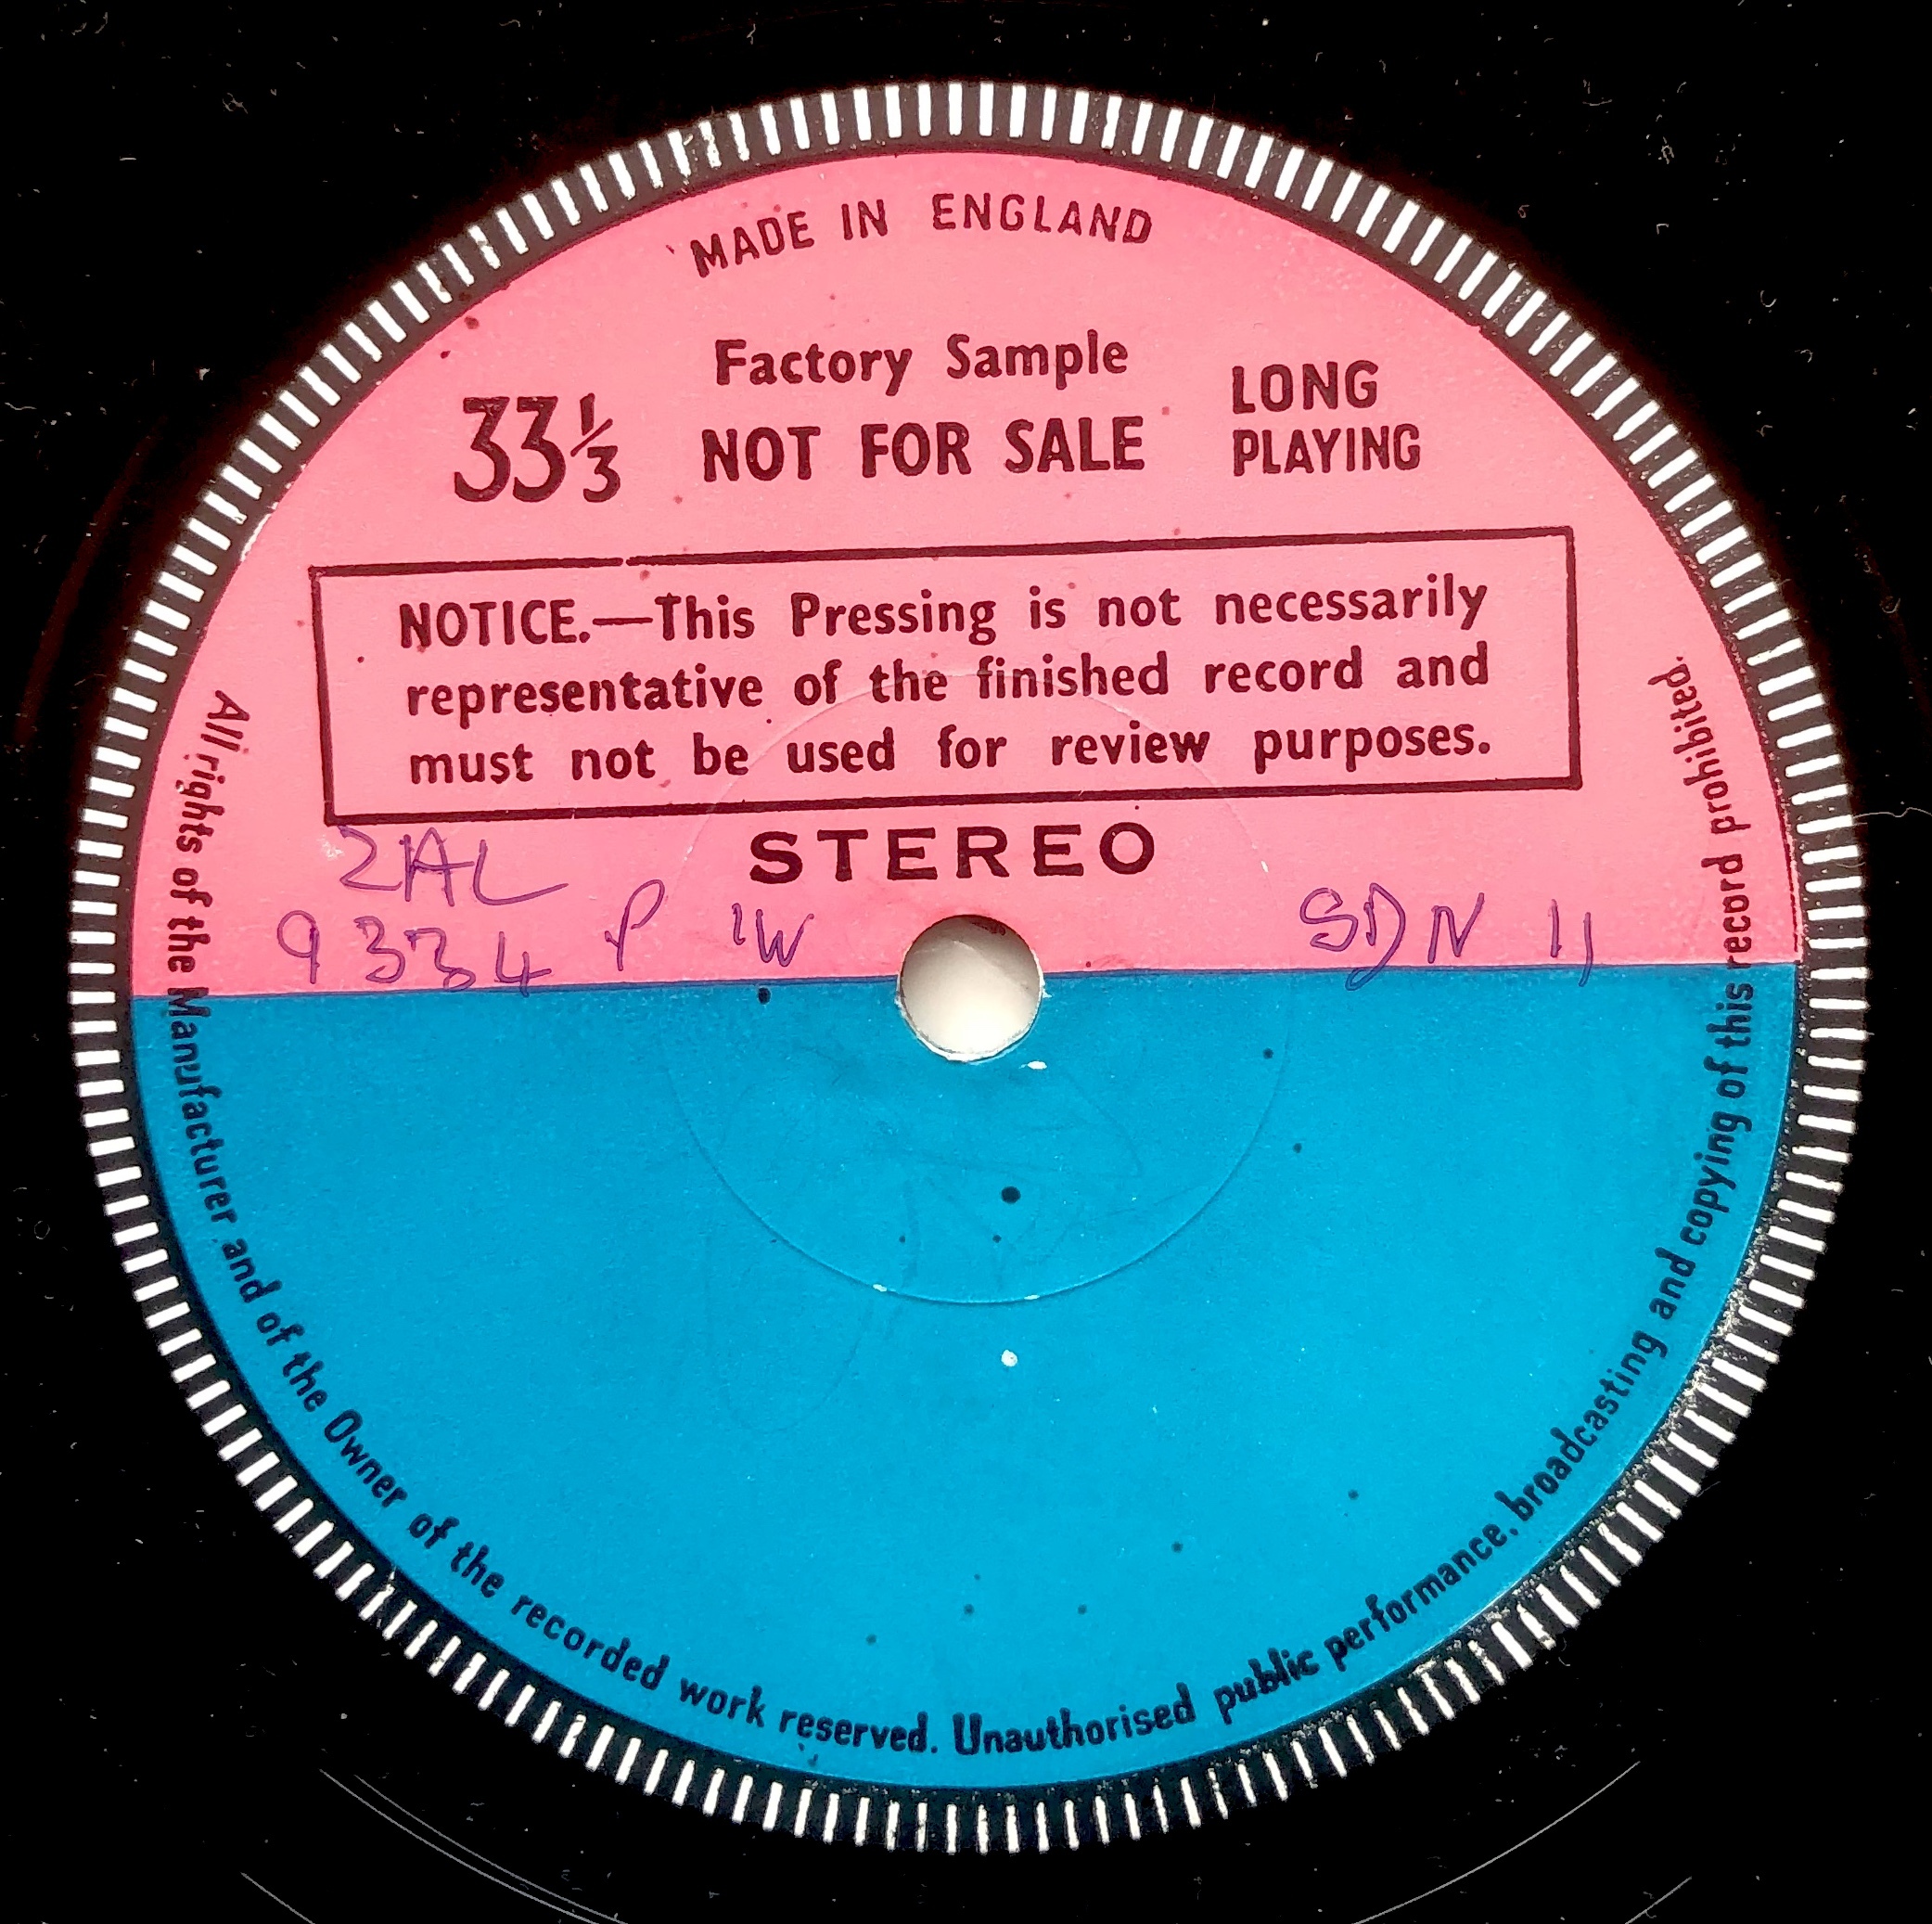 MADE IN ENGLAND
Factory Sample
33⅓ NOT FOR SALE
LONG
PLAYING
NOTICE.—This Pressing is not necessarily
representative of the finished record and
must not be used for review purposes.
STEREO
ZAL
9334 P 1W
SDN 11
All rights of the Manufacturer and of the Owner of the recorded work reserved. Unauthorised public performance, broadcasting and copying of this record prohibited.